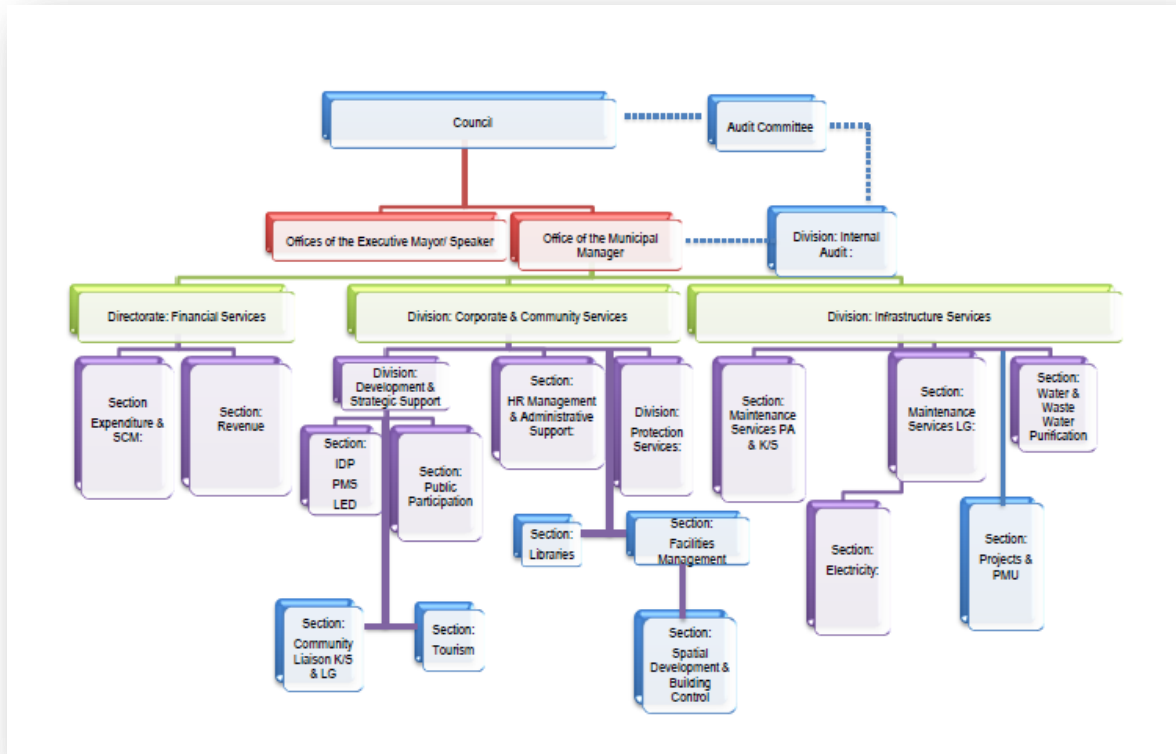 Council
Audit Committee
Offices of the Executive Mayor/ Speaker
Office of the Municipal
Manager
Division: Internal
Audit :
Directorate: Financial Services
Division: Corporate & Community Services
Division: Infrastructure Services
Section
Expenditure &
SCM:
Section:
Revenue
Division:
Development &
Strategic Support
Section:
HR Management
& Administrative
Support:
Division:
Protection
Services:
Section:
Maintenance
Services PA
& K/S
Section:
Maintenance
Services LG:
Section:
Water &
Waste
Water
Purification
Section:
IDP
PMS
LED
Section:
Public
Participation
Section:
Libraries
Section:
Facilities
Management
Section:
Electricity:
Section:
Projects &
PMU
Section:
Community
Liaison K/S
& LG
Section:
Tourism
Section:
Spatial
Development &
Building
Control